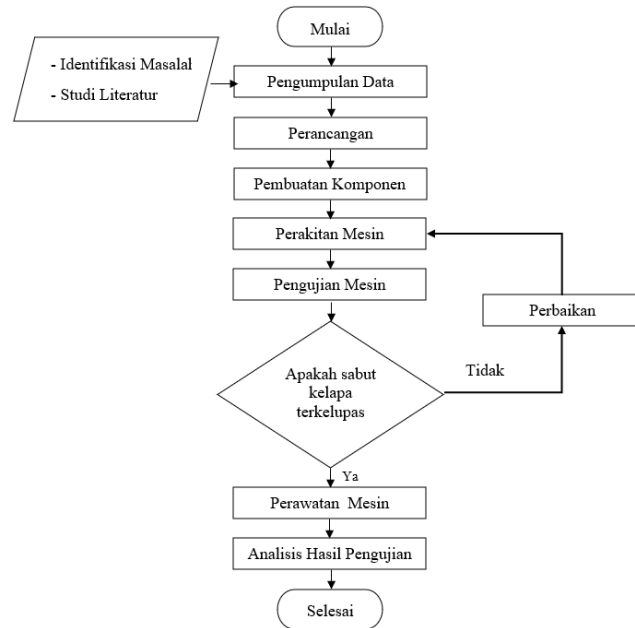 Mulai
- Identifikasi Masalal
- Studi Literatur
Pengumpulan Data
Perancangan
Pembuatan Komponen
Perakitan Mesin
Pengujian Mesin
Perbaikan
Apakah sabut
kelapa
terkelupas
Tidak
Ya
Perawatan Mesin
Analisis Hasil Pengujian
Selesai